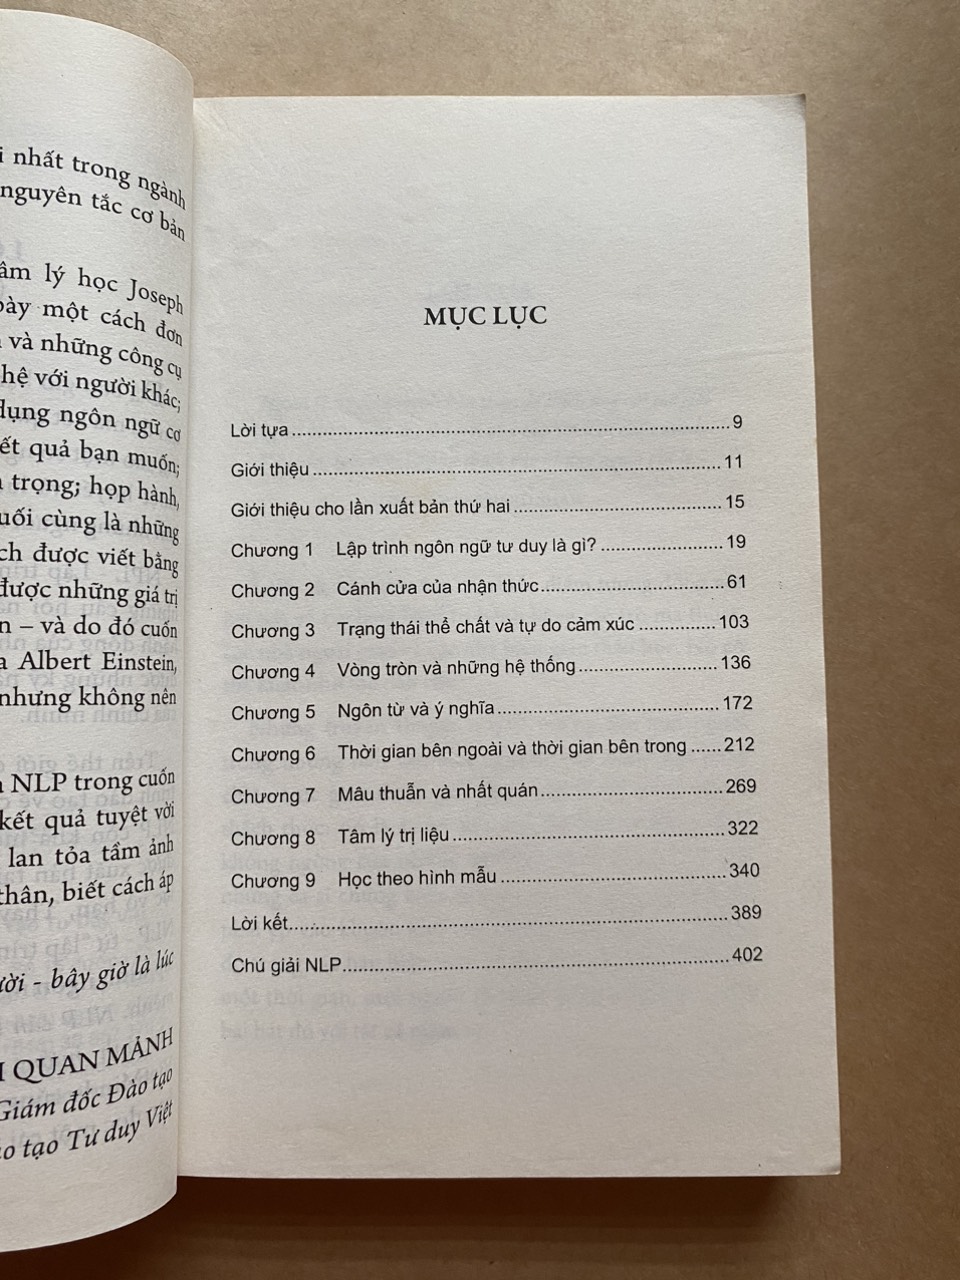 nhất trong ngành
nguyên tắc cơ bản
lý học Joseph
một cách đơn
và những công cụ
hệ với người khác;
dụng ngôn ngữ cơ
quả bạn muốn;
trọng; họp hành,
cùng là những
được viết bằng
được những giá trị
– và do đó cuốn
Albert Einstein,
nhưng không nên
NLP trong cuốn
kết quả tuyệt vời
lan tỏa tầm ảnh
thân, biết cách áp
- bây giờ là lúc
QUAN MẢNH
Giám đốc Đào tạo
tạo Tư duy Việt
MỤC LỤC
Lời tựa ........ 9
Giới thiệu ........ 11
Giới thiệu cho lần xuất bản thứ hai ........ 15
Chương 1 Lập trình ngôn ngữ tư duy là gì? ........ 19
Chương 2 Cánh cửa của nhận thức ........ 61
Chương 3 Trạng thái thể chất và tự do cảm xúc ........ 103
Chương 4 Vòng tròn và những hệ thống ........ 136
Chương 5 Ngôn từ và ý nghĩa ........ 172
Chương 6 Thời gian bên ngoài và thời gian bên trong ...... 212
Chương 7 Mâu thuẫn và nhất quán ........ 269
Chương 8 Tâm lý trị liệu ........ 322
Chương 9 Học theo hình mẫu ........ 340
Lời kết ........ 389
Chú giải NLP ........ 402